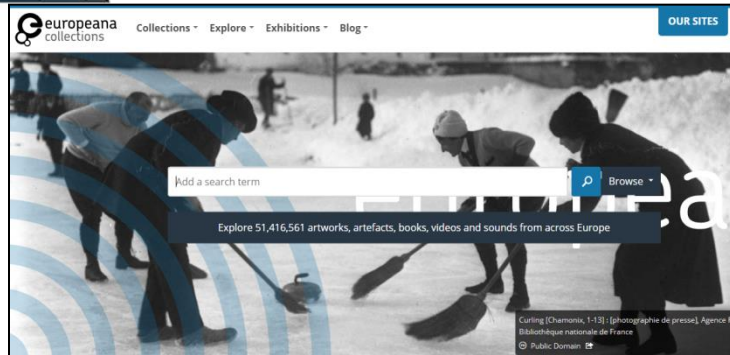 europeana
collections
Collections Explore Exhibitions Blog
OUR SITES
Add a search term
Browse
Explore 51,416,561 artworks, artefacts, books, videos and sounds from across Europe
Curling [Chamonix, 1-13] : [photographie de presse], Agence
Bibliothèque nationale de France
Public Domain